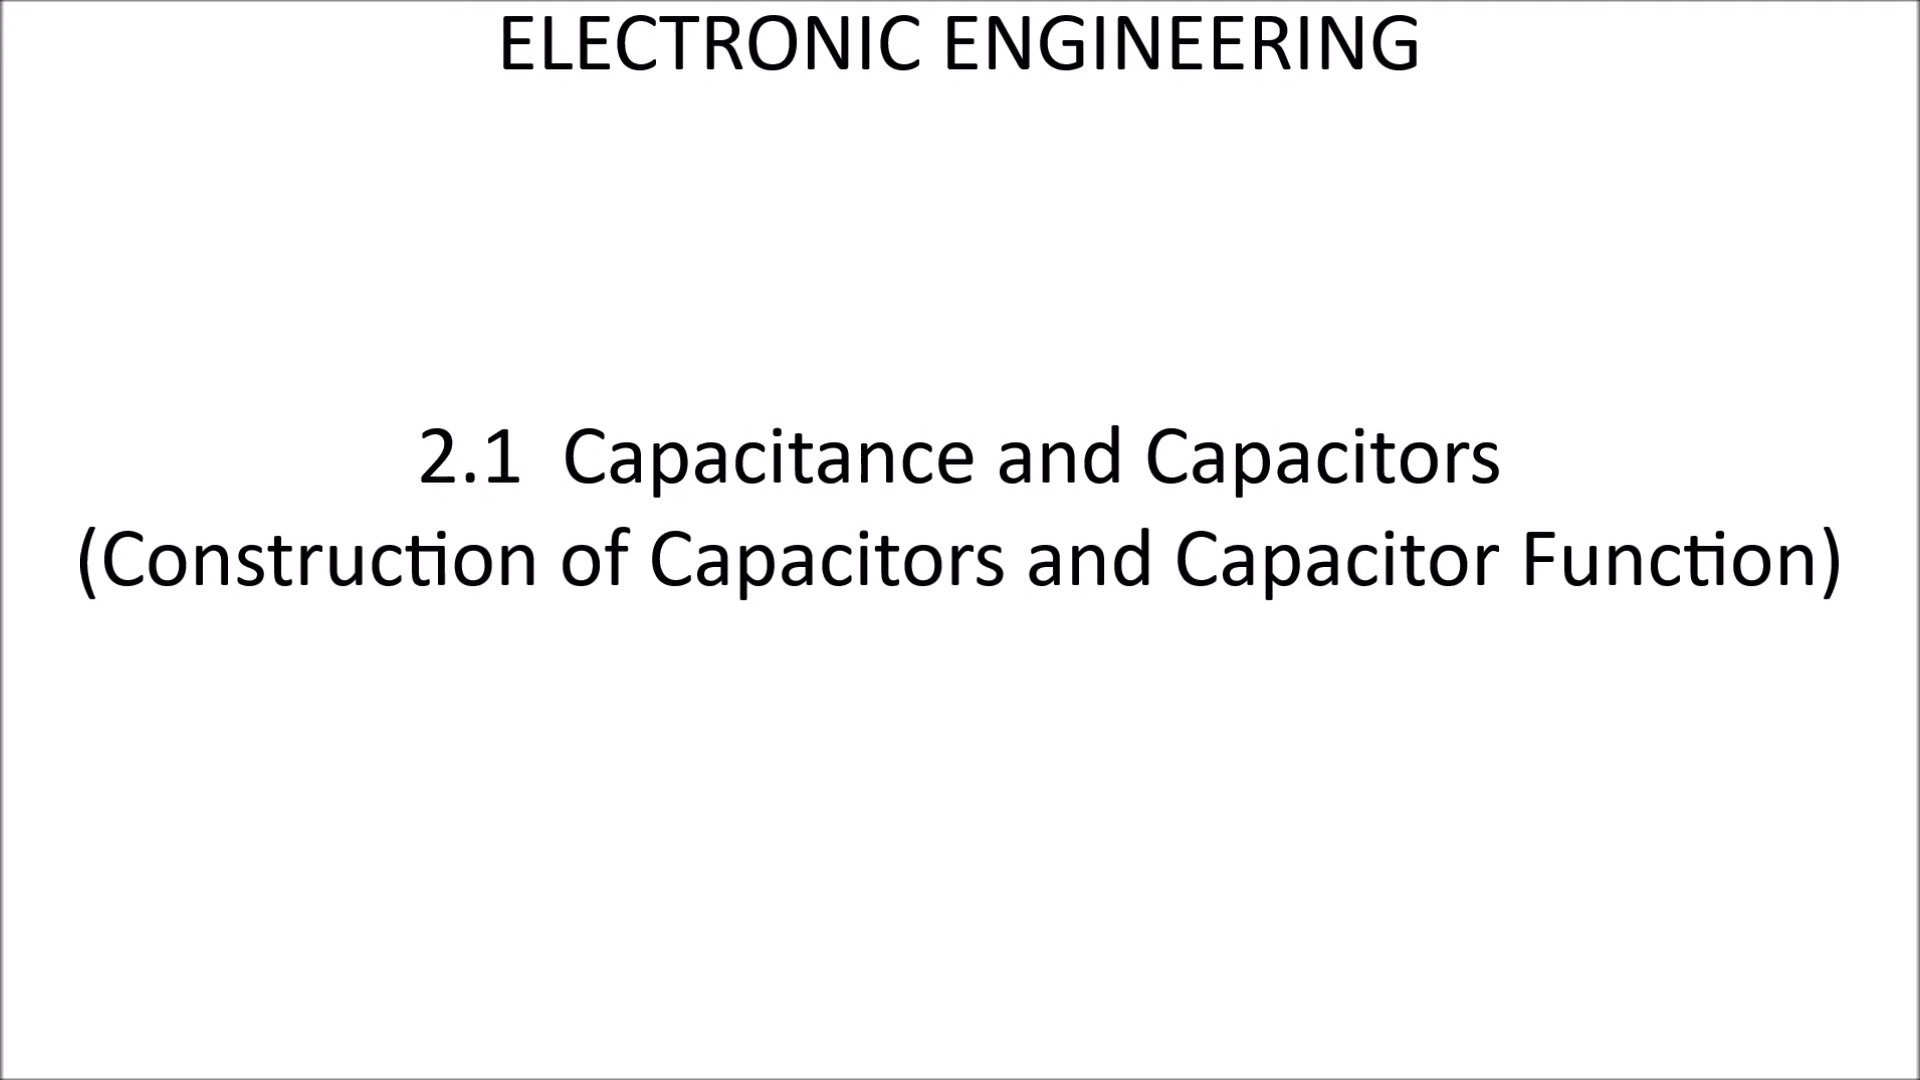 ELECTRONIC ENGINEERING
2.1 Capacitance and Capacitors
(Construction of Capacitors and Capacitor Function)